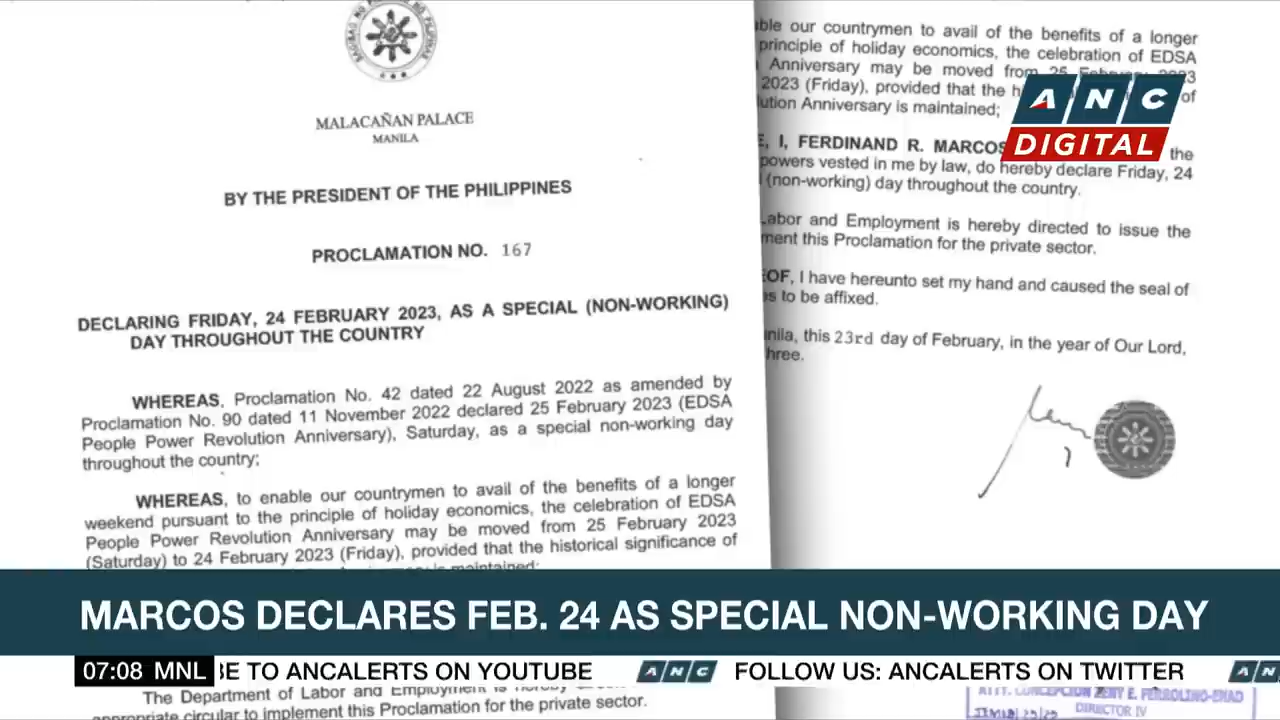 MALACAÑAN PALACE
MANILA
BY THE PRESIDENT OF THE PHILIPPINES
PROCLAMATION NO. 167
DECLARING FRIDAY, 24 FEBRUARY 2023, AS A SPECIAL (NON-WORKING)
DAY THROUGHOUT THE COUNTRY
WHEREAS, Proclamation No. 42 dated 22 August 2022 as amended by
Proclamation No. 90 dated 11 November 2022 declared 25 February 2023 (EDSA
People Power Revolution Anniversary), Saturday, as a special non-working day
throughout the country;
WHEREAS, to enable our countrymen to avail of the benefits of a longer
weekend pursuant to the principle of holiday economics, the celebration of EDSA
People Power Revolution Anniversary may be moved from 25 February 2023
(Saturday) to 24 February 2023 (Friday), provided that the historical significance of
maintained;
able our countrymen to avail of the benefits of a longer
principle of holiday economics, the celebration of EDSA
Anniversary may be moved from 25 February 2023
2023 (Friday), provided that the of
lution Anniversary is maintained;
E, I, FERDINAND R. MARCOS the
powers vested in me by law, do hereby declare Friday, 24
(non-working) day throughout the country.
Labor and Employment is hereby directed to issue the
ment this Proclamation for the private sector.
EOF, I have hereunto set my hand and caused the seal of
s to be affixed.
nila, this 23rd day of February, in the year of Our Lord,
hree.
ANC
DIGITAL
MARCOS DECLARES FEB. 24 AS SPECIAL NON-WORKING DAY
07:08 MNL BE TO ANCALERTS ON YOUTUBE ANC FOLLOW US: ANCALERTS ON TWITTER AN
The Department of Labor and Employment is hereby
appropriate circular to implement this Proclamation for the private sector.
ATTY. CONCEPCION ZENY E. FERROLINO-ENAD
DIRECTOR IV